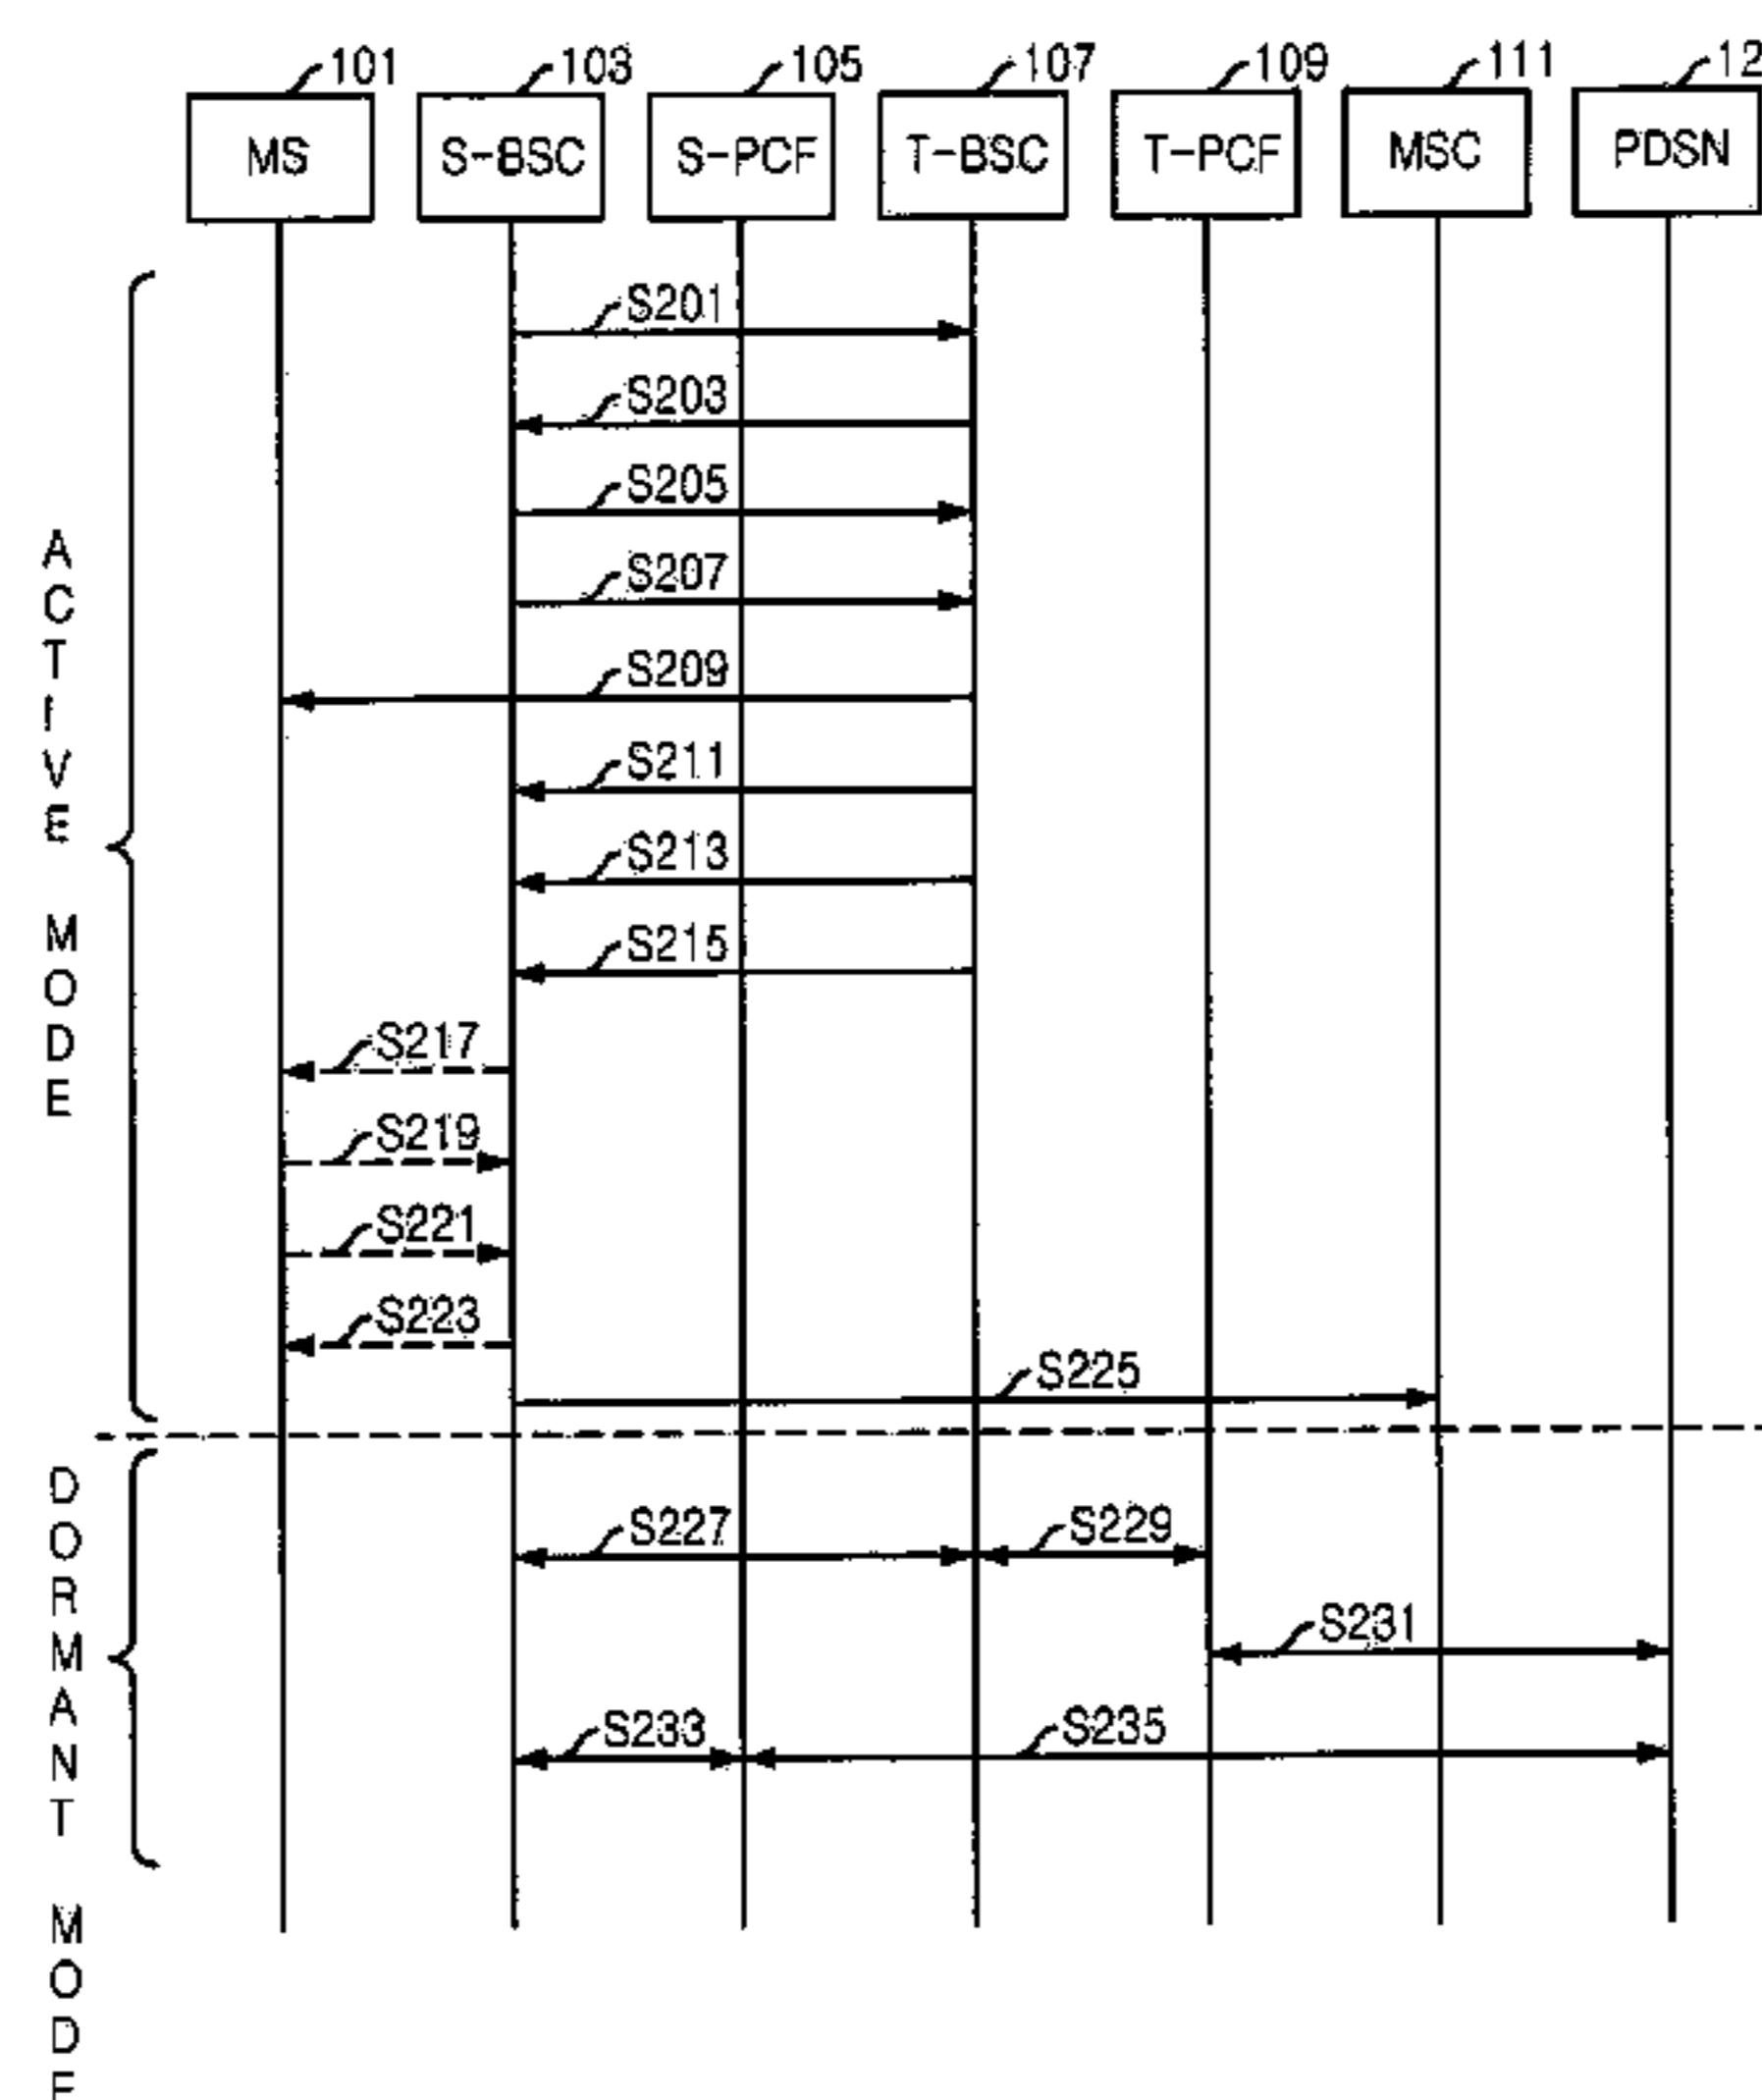 101 103 105 107 109 111 12
MS S-BSC S-PCF T-BSC T-PCF MSC PDSN
ACTIVE MODE
S201
S203
S205
S207
S209
S211
S213
S215
S217
S219
S221
S223
S225
DORMANT MODE
S227 S229
S231
S233 S235